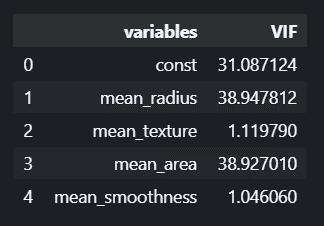 variables VIF
0 const 31.087124
1 mean_radius 38.947812
2 mean_texture 1.119790
3 mean_area 38.927010
4 mean_smoothness 1.046060